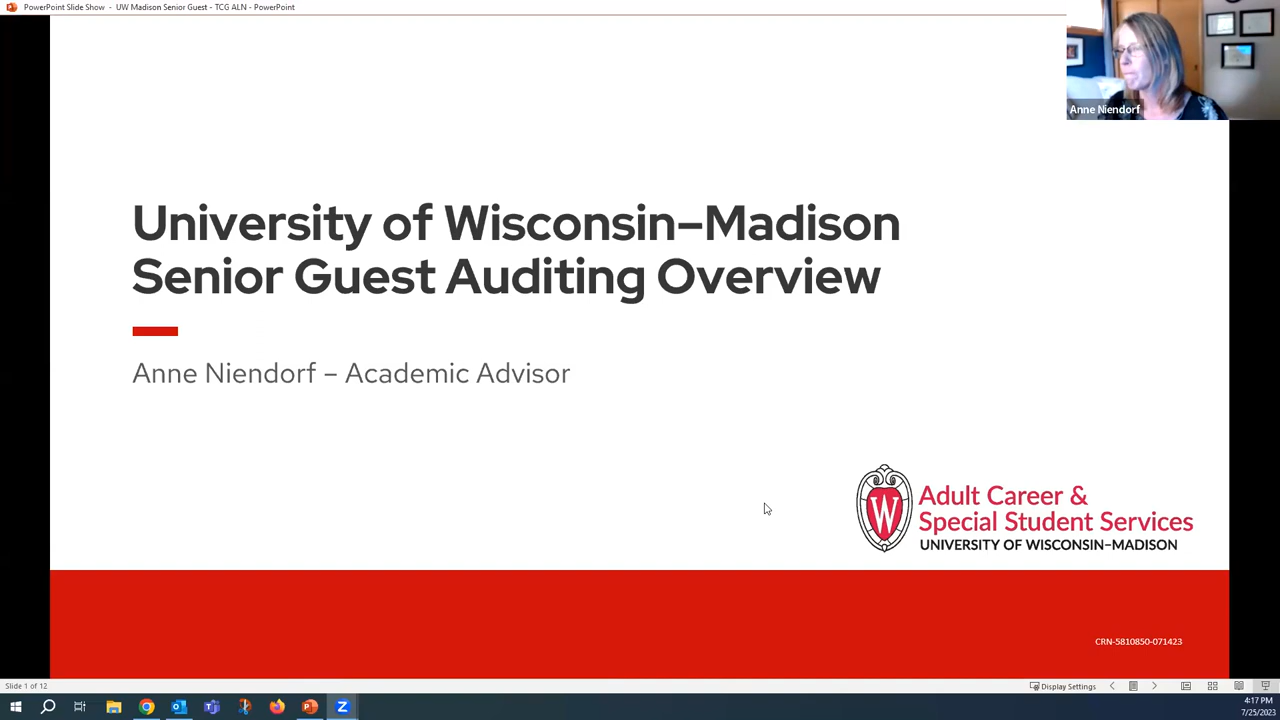 PowerPoint Slide Show - UW Madison Senior Guest - TCG ALN - PowerPoint
Anne Niendorf
University of Wisconsin–Madison
Senior Guest Auditing Overview
Anne Niendorf – Academic Advisor
W
Adult Career &
Special Student Services
UNIVERSITY OF WISCONSIN–MADISON
CRN-5810850-071423
Slide 1 of 12
Display Settings
4:17 PM
7/25/2023